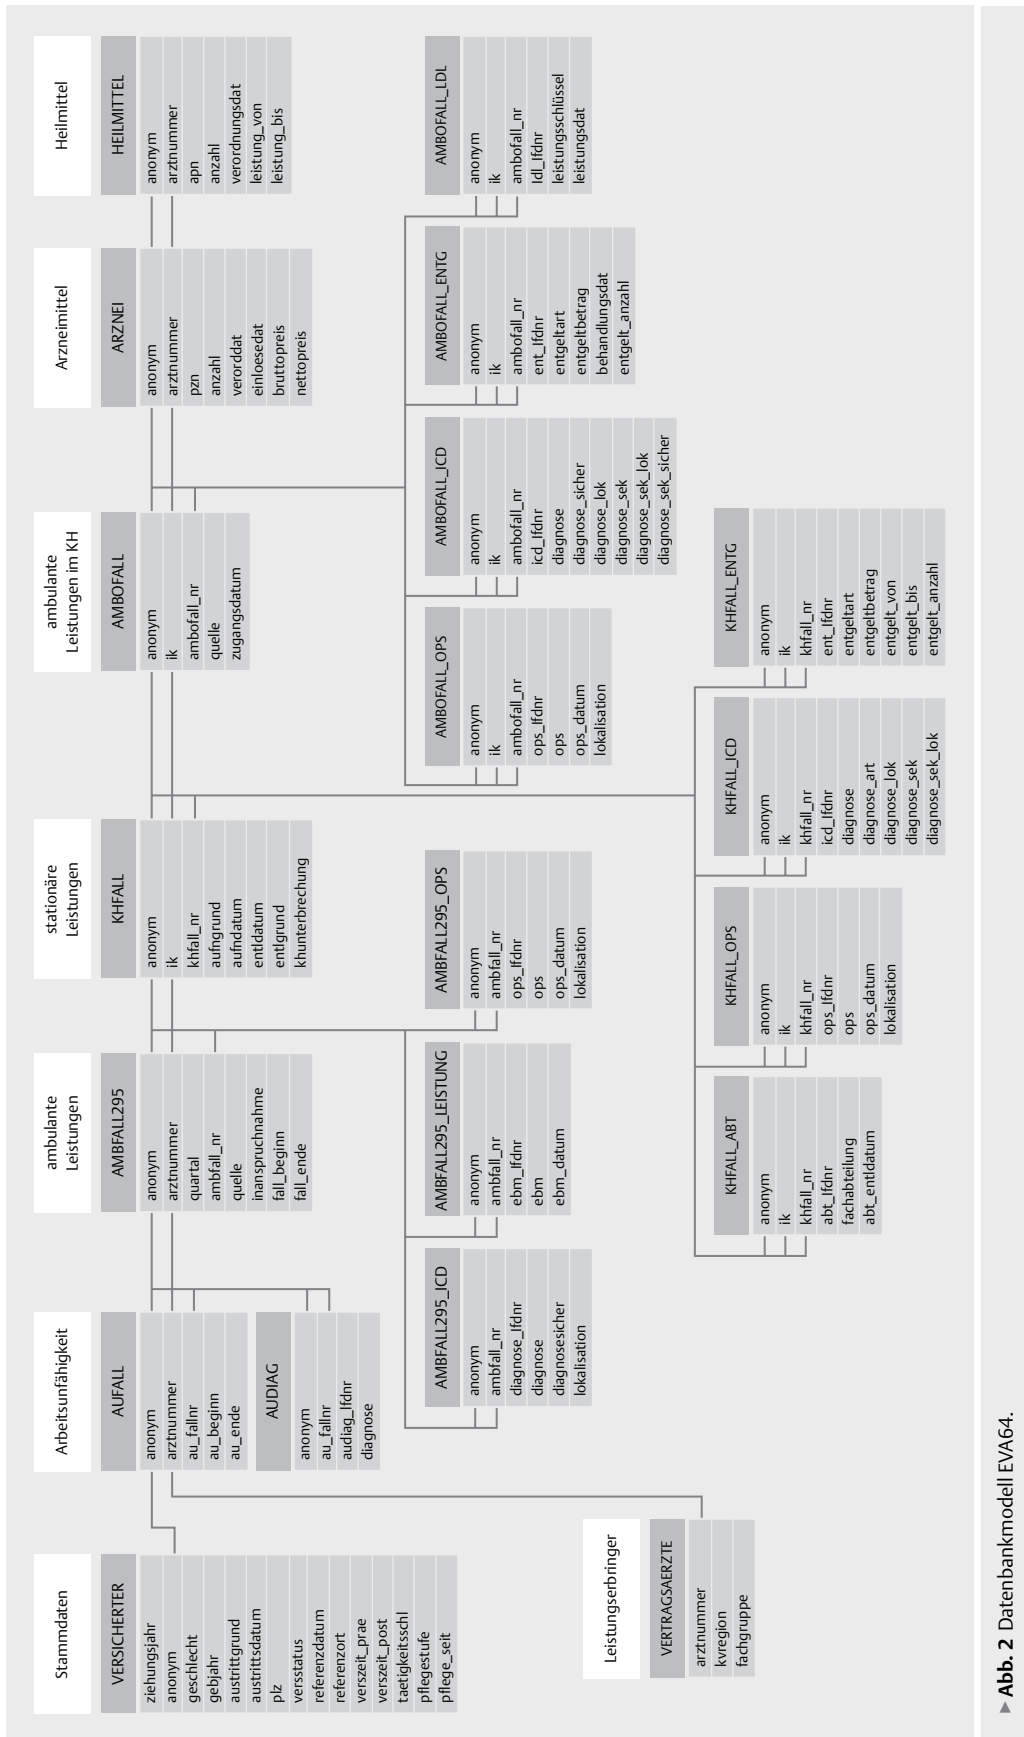 Stammdaten
VERSICHERTER
ziehungsjahr
anonym
geschlecht
gebjahr
austrittgrund
austrittsdatum
plz
versstatus
referenzdatum
referenzort
verszeit_prae
verszeit_post
taetigkeitsschl
pflegestufe
pflege_seit
Leistungserbringer
VERTRAGSAERZTE
arztnummer
kvregion
fachgruppe
Arbeitsunfähigkeit
AUFALL
anonym
arztnummer
au_fallnr
au_beginn
au_ende
AUDIAG
anonym
au_fallnr
audiag_lfdnr
diagnose
ambulante
Leistungen
AMBFALL295
anonym
arztnummer
quartal
ambfall_nr
quelle
inanspruchnahme
fall_beginn
fall_ende
AMBFALL295_ICD
anonym
ambfall_nr
diagnose_lfdnr
diagnose
diagnosesicher
lokalisation
AMBFALL295_LEISTUNG
anonym
ambfall_nr
ebm_lfdnr
ebm
ebm_datum
AMBFALL295_OPS
anonym
ambfall_nr
ops_lfdnr
ops
ops_datum
lokalisation
stationäre
Leistungen
KHFALL
anonym
ik
khfall_nr
aufngrund
aufndatum
entldatum
entlgrund
khunterbrechung
KHFALL_ABT
anonym
ik
khfall_nr
abt_lfdnr
fachabteilung
abt_entldatum
KHFALL_OPS
anonym
ik
khfall_nr
ops_lfdnr
ops
ops_datum
lokalisation
KHFALL_ICD
anonym
ik
khfall_nr
icd_lfdnr
diagnose
diagnose_art
diagnose_lok
diagnose_sek
diagnose_sek_lok
KHFALL_ENTG
anonym
ik
khfall_nr
ent_lfdnr
entgeltart
entgeltbetrag
entgelt_von
entgelt_bis
entgelt_anzahl
ambulante
Leistungen im KH
AMBOFALL
anonym
ik
ambofall_nr
quelle
zugangsdatum
AMBOFALL_OPS
anonym
ik
ambofall_nr
ops_lfdnr
ops
ops_datum
lokalisation
AMBOFALL_ICD
anonym
ik
ambofall_nr
icd_lfdnr
diagnose
diagnose_sicher
diagnose_lok
diagnose_sek
diagnose_sek_lok
diagnose_sek_sicher
AMBOFALL_ENTG
anonym
ik
ambofall_nr
ent_lfdnr
entgeltart
entgeltbetrag
behandlungsdat
entgelt_anzahl
AMBOFALL_LDL
anonym
ik
ambofall_nr
ldl_lfdnr
leistungsschlüssel
leistungsdat
Arzneimittel
ARZNEI
anonym
arztnummer
pzn
anzahl
verorddat
einloesedat
bruttopreis
nettopreis
Heilmittel
HEILMITTEL
anonym
arztnummer
apn
anzahl
verordnungsdat
leistung_von
leistung_bis
► Abb. 2 Datenbankmodell EVA64.